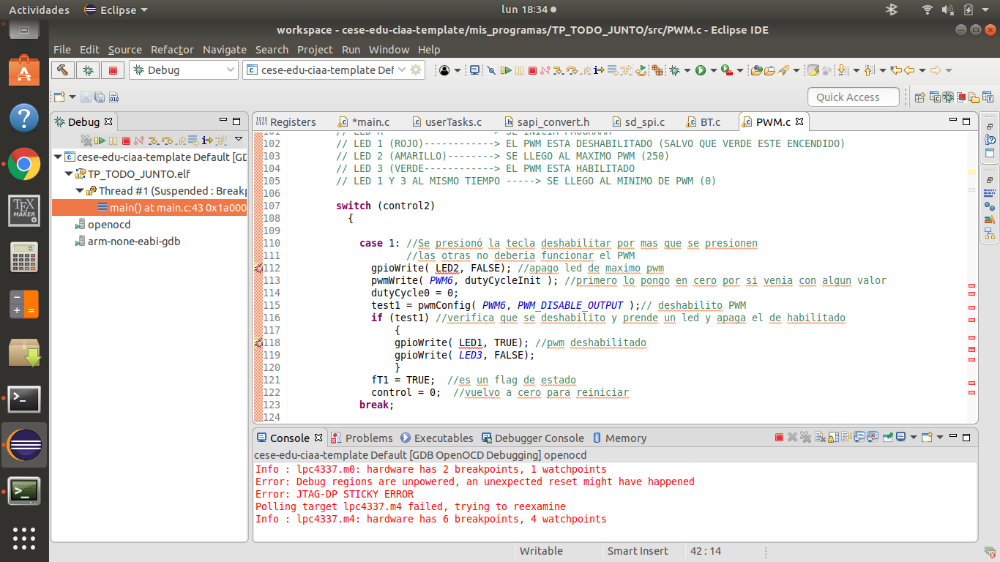 Actividades Eclipse lun 18:34
workspace - cese-edu-ciaa-template/mis_programas/TP_TODO_JUNTO/src/PWM.c - Eclipse IDE
File Edit Source Refactor Navigate Search Project Run Window Help
Debug cese-edu-ciaa-template Def
Quick Access
Debug
cese-edu-ciaa-template Default [GD
TP_TODO_JUNTO.elf
Thread #1 (Suspended : Breakp
main() at main.c:43 0x1a000
openocd
arm-none-eabi-gdb
Registers *main.c userTasks.c sapi_convert.h sd_spi.c BT.c PWM.c
101 // LED R -------------------> SE INICIA PROGRAMA
102 // LED 1 (ROJO)------------> EL PWM ESTA DESHABILITADO (SALVO QUE VERDE ESTE ENCENDIDO)
103 // LED 2 (AMARILLO)--------> SE LLEGO AL MAXIMO PWM (250)
104 // LED 3 (VERDE------------> EL PWM ESTA HABILITADO
105 // LED 1 Y 3 AL MISMO TIEMPO -----> SE LLEGO AL MINIMO DE PWM (0)
106
107 switch (control2)
108 {
109
110 case 1: //Se presionó la tecla deshabilitar por mas que se presionen
111 //las otras no deberia funcionar el PWM
112 gpioWrite( LED2, FALSE); //apago led de maximo pwm
113 pwmWrite( PWM6, dutyCycleInit ); //primero lo pongo en cero por si venia con algun valor
114 dutyCycle0 = 0;
115 test1 = pwmConfig( PWM6, PWM_DISABLE_OUTPUT );// deshabilito PWM
116 if (test1) //verifica que se deshabilito y prende un led y apaga el de habilitado
117 {
118 gpioWrite( LED1, TRUE); //pwm deshabilitado
119 gpioWrite( LED3, FALSE);
120 }
121 fT1 = TRUE; //es un flag de estado
122 control = 0; //vuelvo a cero para reiniciar
123 break;
124
Console Problems Executables Debugger Console Memory
cese-edu-ciaa-template Default [GDB OpenOCD Debugging] openocd
Info : lpc4337.m0: hardware has 2 breakpoints, 1 watchpoints
Error: Debug regions are unpowered, an unexpected reset might have happened
Error: JTAG-DP STICKY ERROR
Polling target lpc4337.m4 failed, trying to reexamine
Info : lpc4337.m4: hardware has 6 breakpoints, 4 watchpoints
Writable Smart Insert 42 : 14